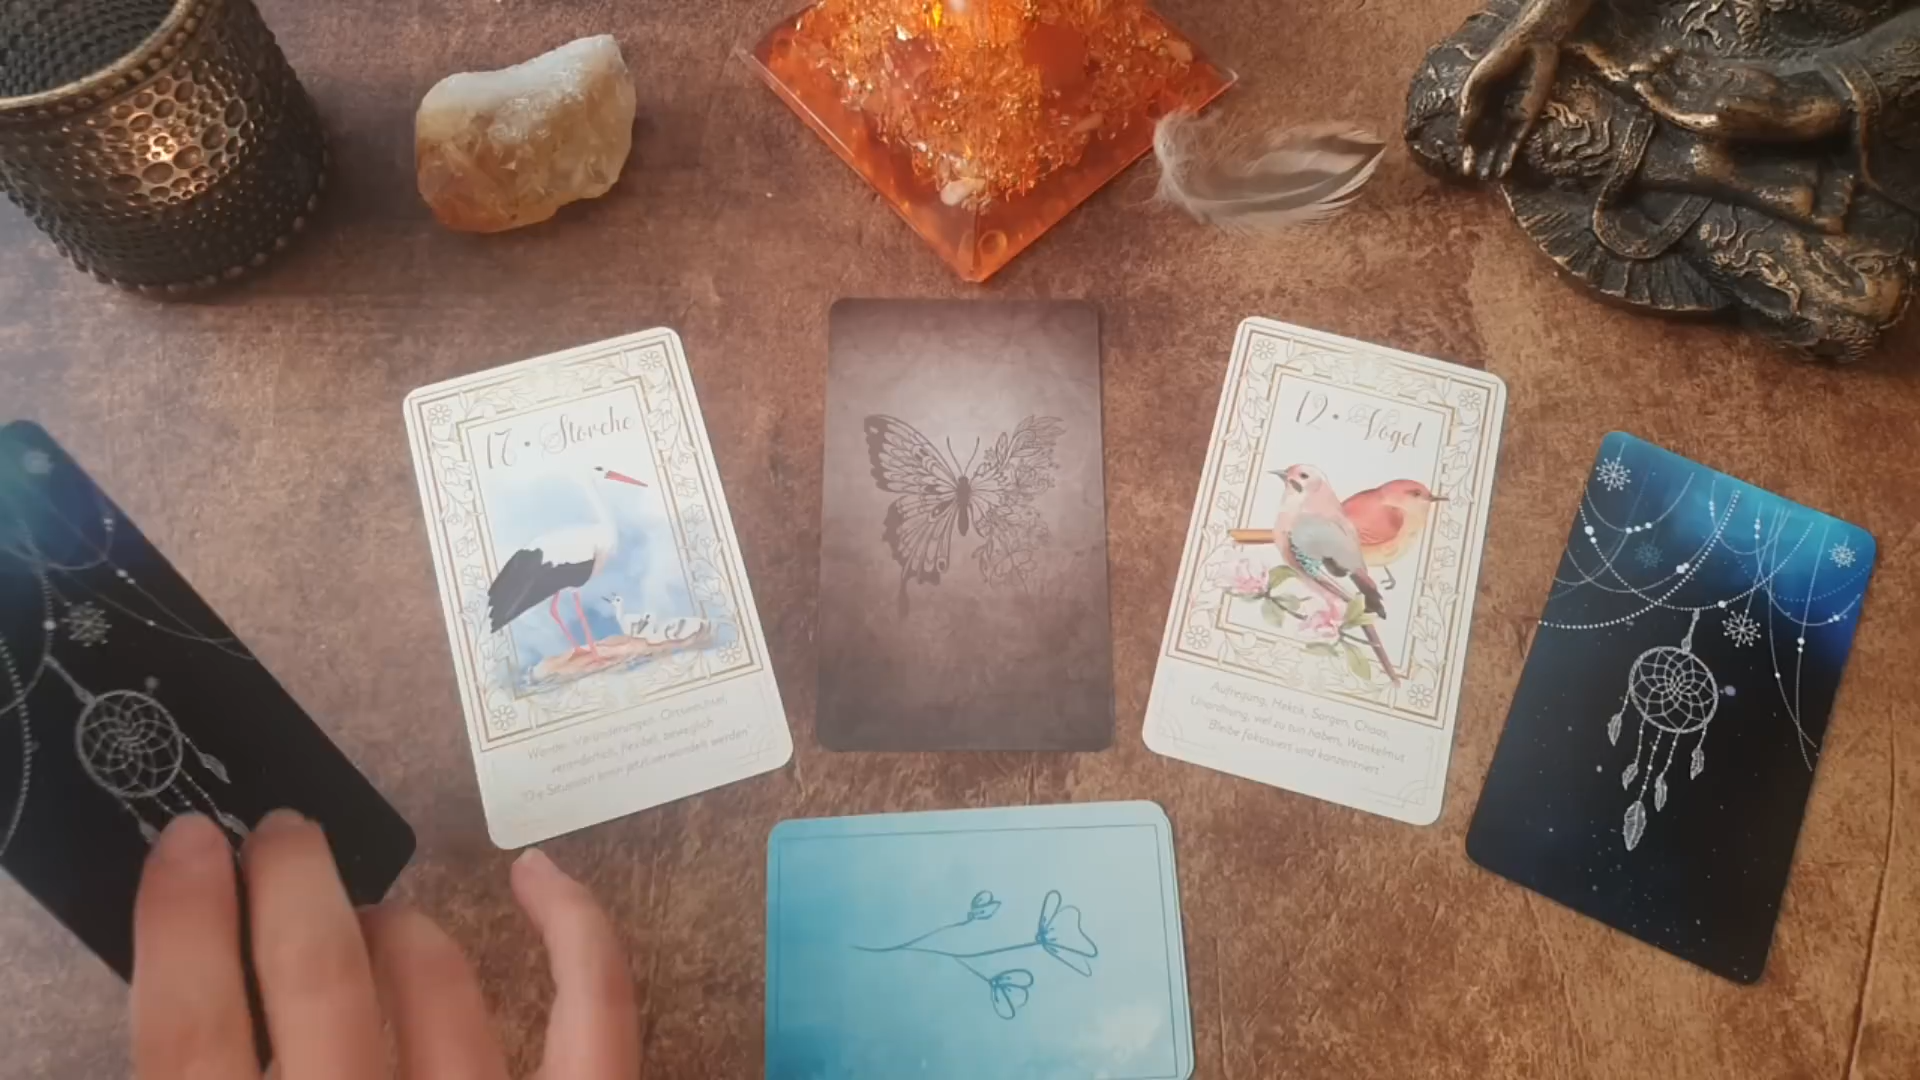 17 • Störche
Wandel, Veränderungen, Ortswechsel,
veränderlich, flexibel, beweglich
"Die Situation kann jetzt verwandelt werden"
12 • Vögel
Aufregung, Hektik, Sorgen, Chaos,
Unordnung, viel zu tun haben, Wankelmut
"Bleibe fokussiert und konzentriert"